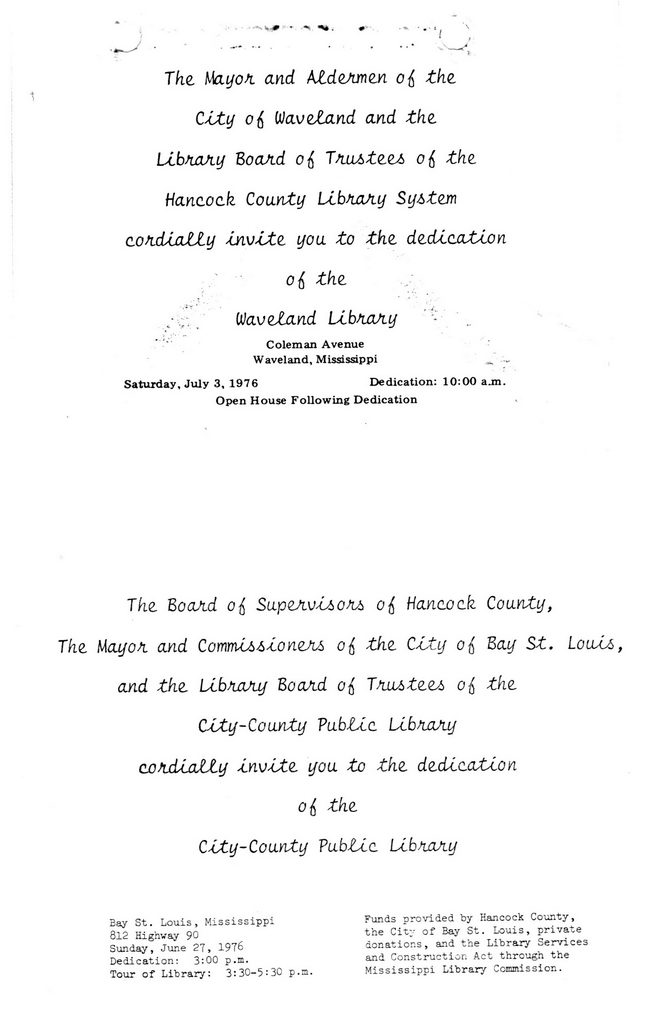 The Mayor and Aldermen of the
City of Waveland and the
Library Board of Trustees of the
Hancock County Library System
cordially invite you to the dedication
of the
Waveland Library
Coleman Avenue
Waveland, Mississippi
Saturday, July 3, 1976 Dedication: 10:00 a.m.
Open House Following Dedication
The Board of Supervisors of Hancock County,
The Mayor and Commissioners of the City of Bay St. Louis,
and the Library Board of Trustees of the
City-County Public Library
cordially invite you to the dedication
of the
City-County Public Library
Bay St. Louis, Mississippi
812 Highway 90
Sunday, June 27, 1976
Dedication: 3:00 p.m.
Tour of Library: 3:30-5:30 p.m.
Funds provided by Hancock County,
the City of Bay St. Louis, private
donations, and the Library Services
and Construction Act through the
Mississippi Library Commission.